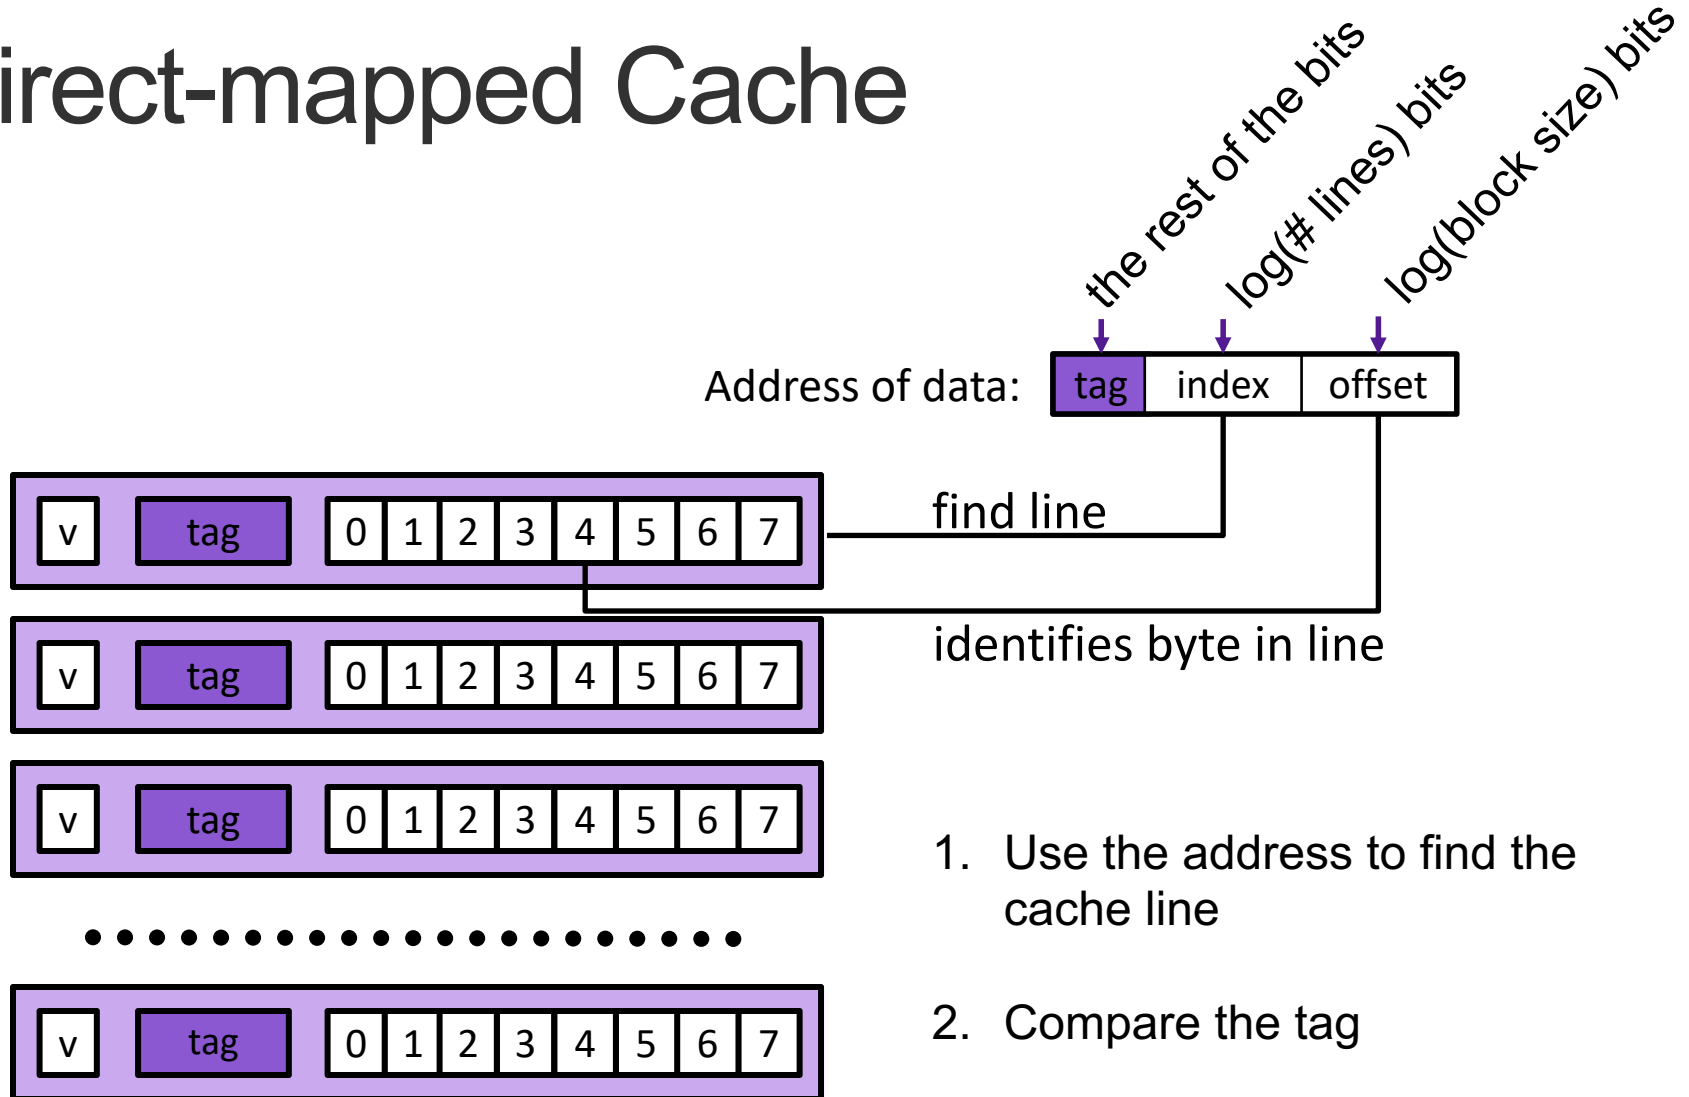 irect-mapped Cache
the rest of the bits
log(# lines) bits
log(block size) bits
Address of data: tag index offset
v tag 0 1 2 3 4 5 6 7
find line
identifies byte in line
v tag 0 1 2 3 4 5 6 7
v tag 0 1 2 3 4 5 6 7
1. Use the address to find the
cache line
2. Compare the tag
v tag 0 1 2 3 4 5 6 7